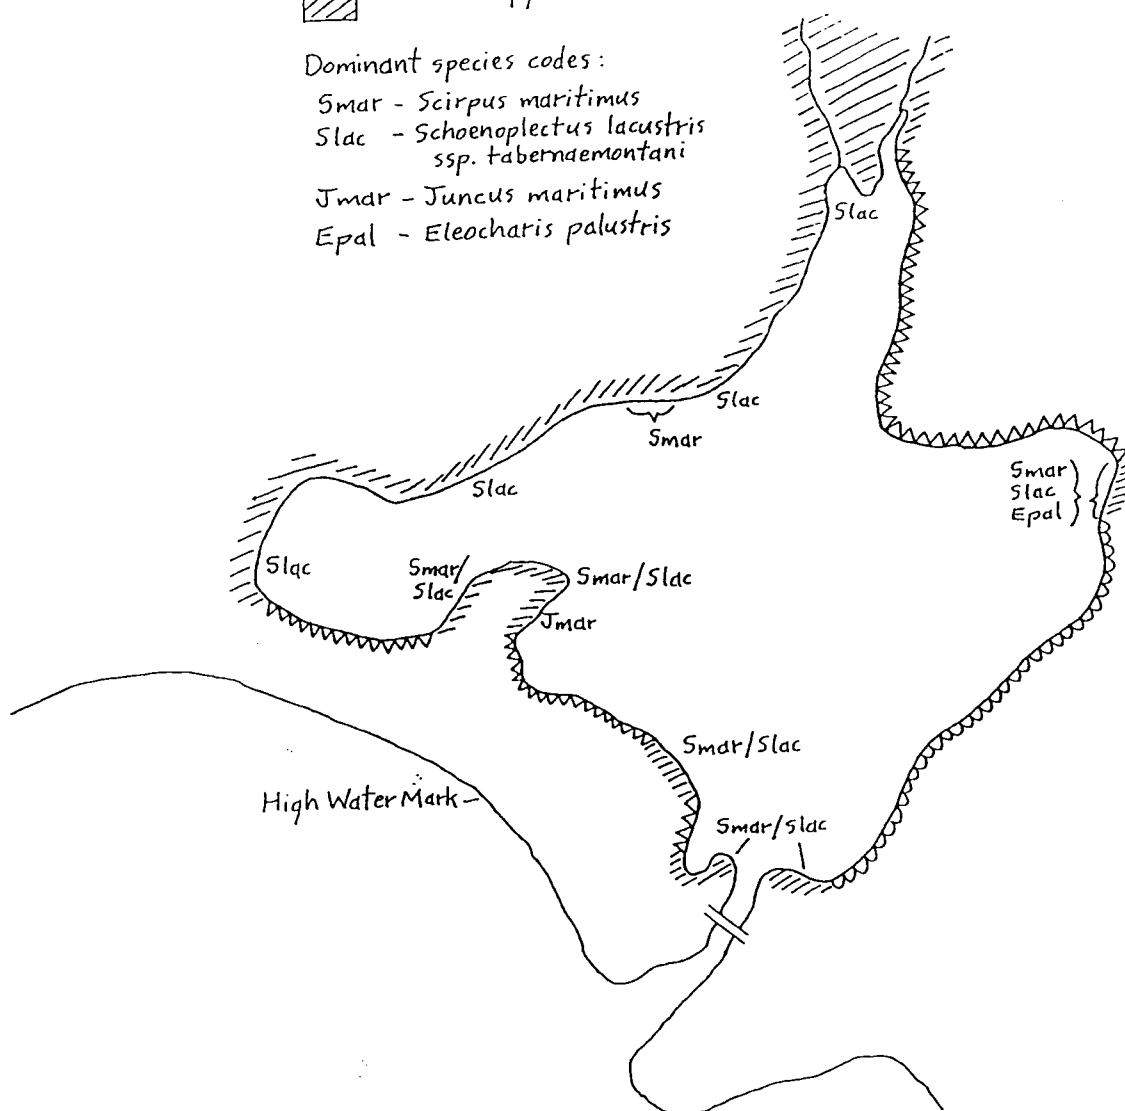 Dominant species codes:
Smar - Scirpus maritimus
Slac - Schoenoplectus lacustris
ssp. tabernaemontani
Jmar - Juncus maritimus
Epal - Eleocharis palustris
Slac
Slac
Smar
Smar
Slac
Epal
Slac
Slac
Smar/
Slac
Smar/Slac
Jmar
Smar/Slac
High Water Mark
Smar/slac